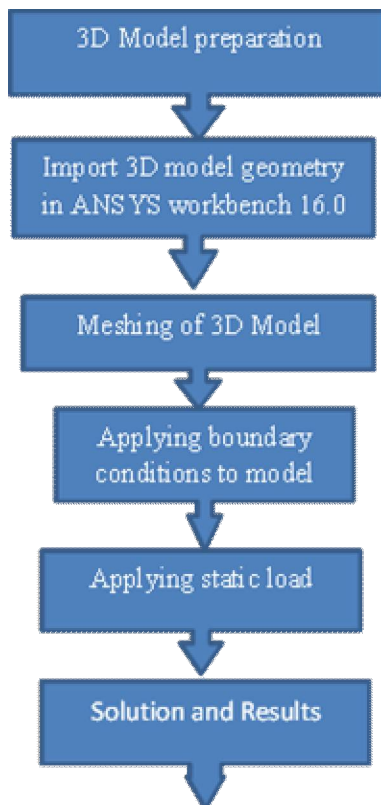 3D Model preparation
Import 3D model geometry
in ANSYS workbench 16.0
Meshing of 3D Model
Applying boundary
conditions to model
Applying static load
Solution and Results